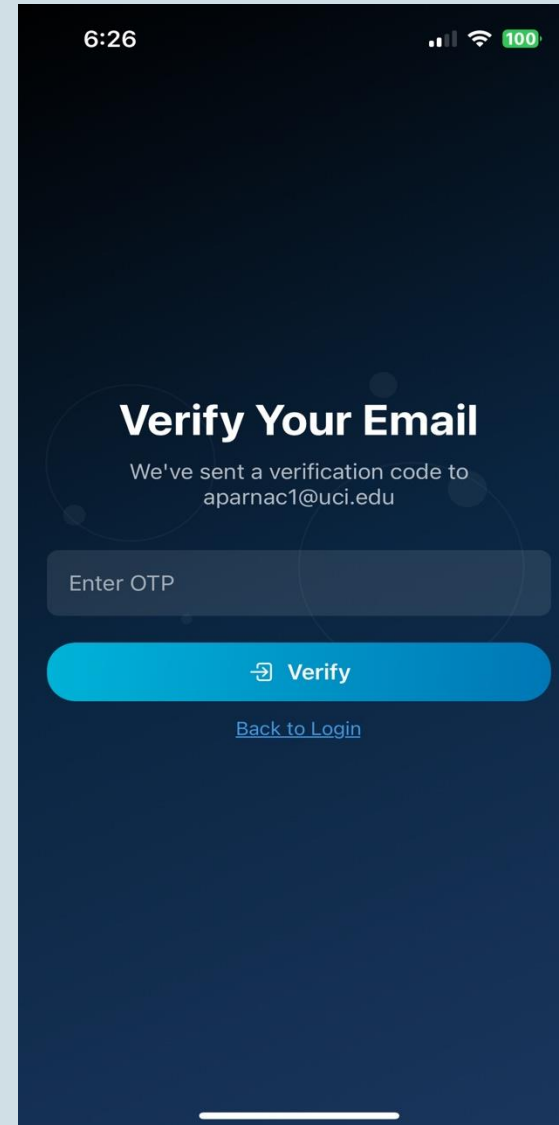 6:26
100
Verify Your Email
We've sent a verification code to
aparnac1@uci.edu
Enter OTP
Verify
Back to Login